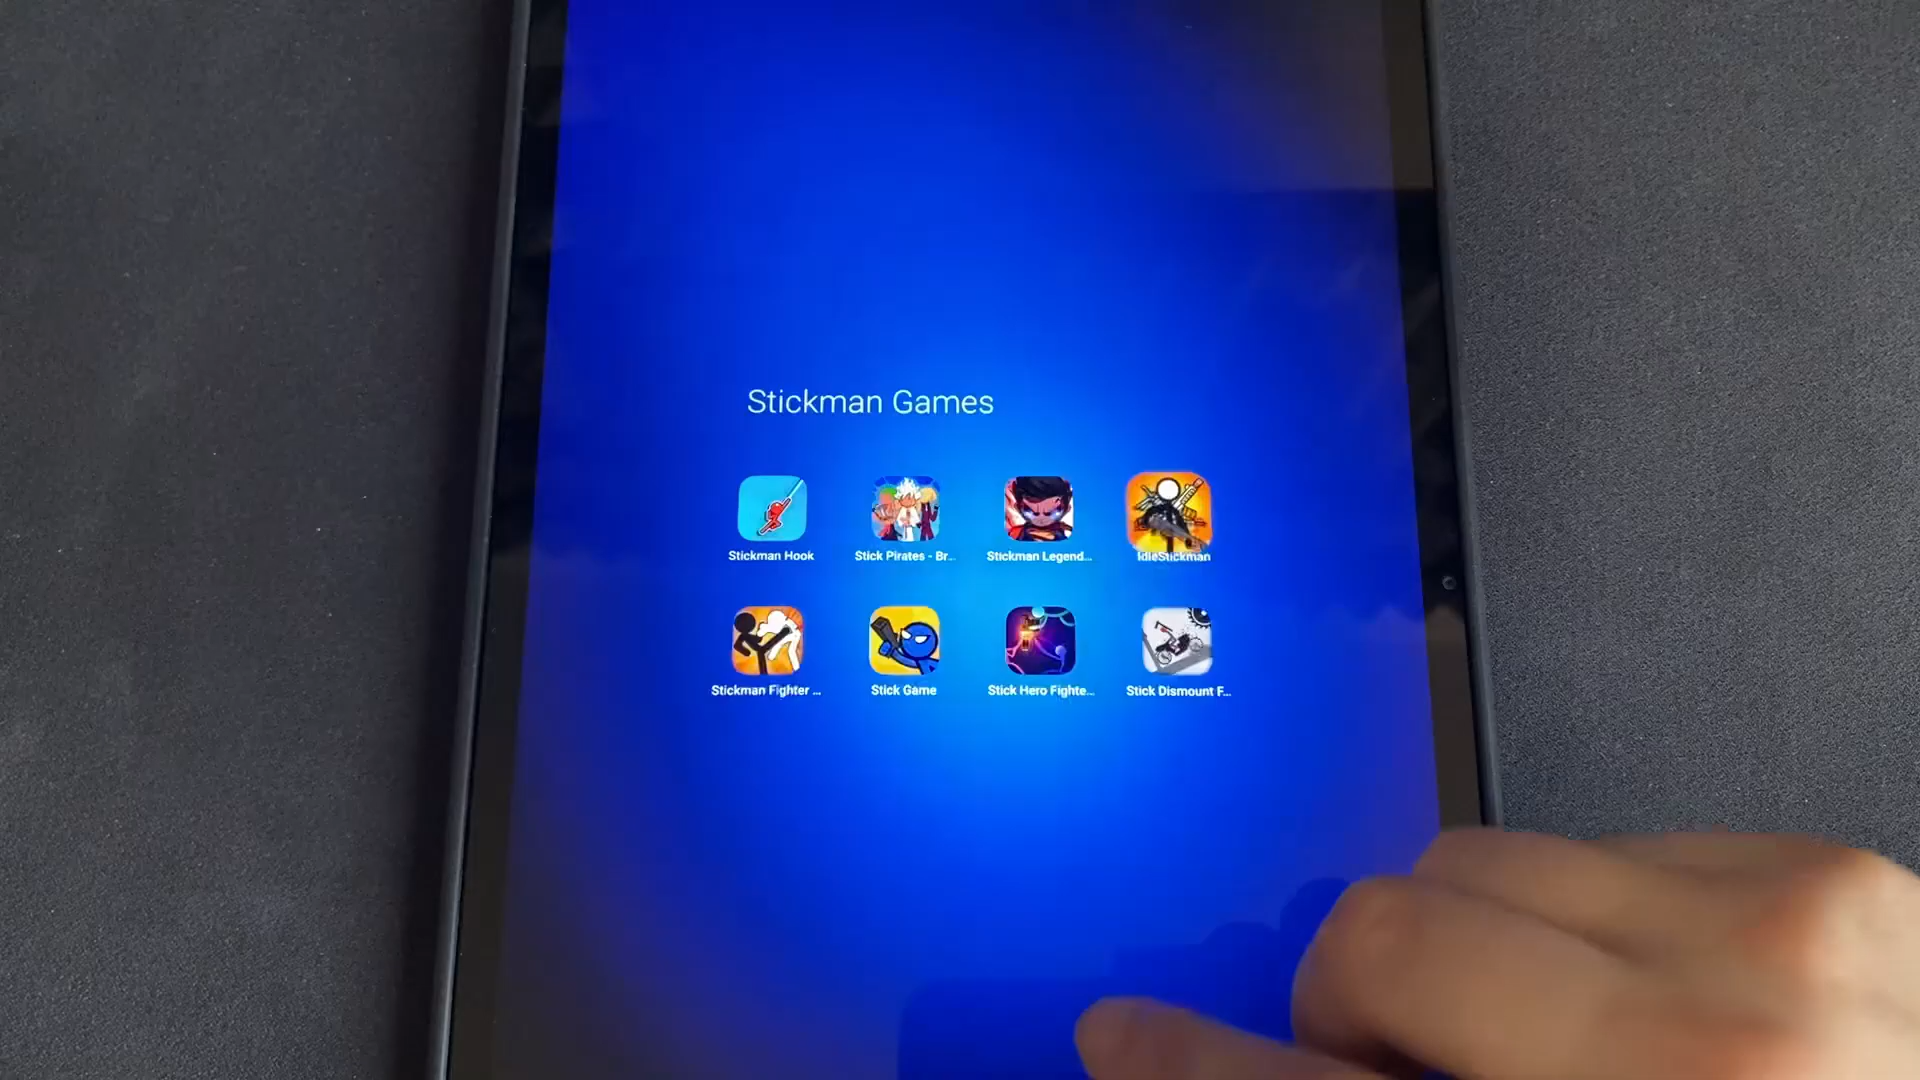 Stickman Games
Stickman Hook
Stick Pirates - Br...
Stickman Legend...
IdleStickman
Stickman Fighter ...
Stick Game
Stick Hero Fighte...
Stick Dismount F...